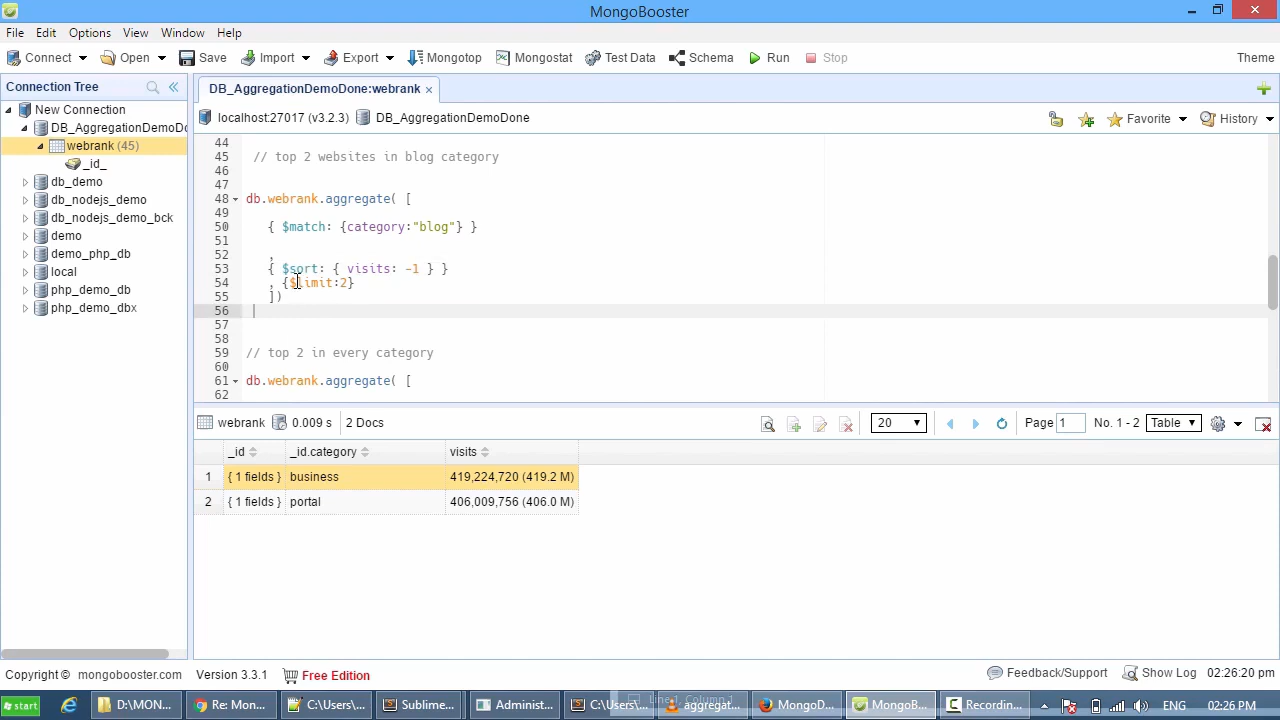 MongoBooster
File Edit Options View Window Help
Connect Open Save Import Export Mongotop Mongostat Test Data Schema Run Stop Theme
Connection Tree
DB_AggregationDemoDone:webrank ×
New Connection
localhost:27017 (v3.2.3) DB_AggregationDemoDone Favorite History
DB_AggregationDemoDo
webrank (45)
_id_
db_demo
db_nodejs_demo
db_nodejs_demo_bck
demo
demo_php_db
local
php_demo_db
php_demo_dbx
44
45 // top 2 websites in blog category
46
47
48 db.webrank.aggregate( [
49
50 { $match: {category:"blog"} }
51
52 ,
53 { $sort: { visits: -1 } }
54 , {$limit:2}
55 ])
56
57
58
59 // top 2 in every category
60
61 db.webrank.aggregate( [
62
webrank 0.009 s 2 Docs 20 Page 1 No. 1 - 2 Table
_id _id.category visits
1 { 1 fields } business 419,224,720 (419.2 M)
2 { 1 fields } portal 406,009,756 (406.0 M)
Copyright © mongobooster.com Version 3.3.1 Free Edition Feedback/Support Show Log 02:26:20 pm
start D:\MON... Re: Mon... C:\Users\... Sublime... Administ... C:\Users\... aggregat... MongoD... MongoB... Recordin... ENG 02:26 PM
Line 1, Column 1